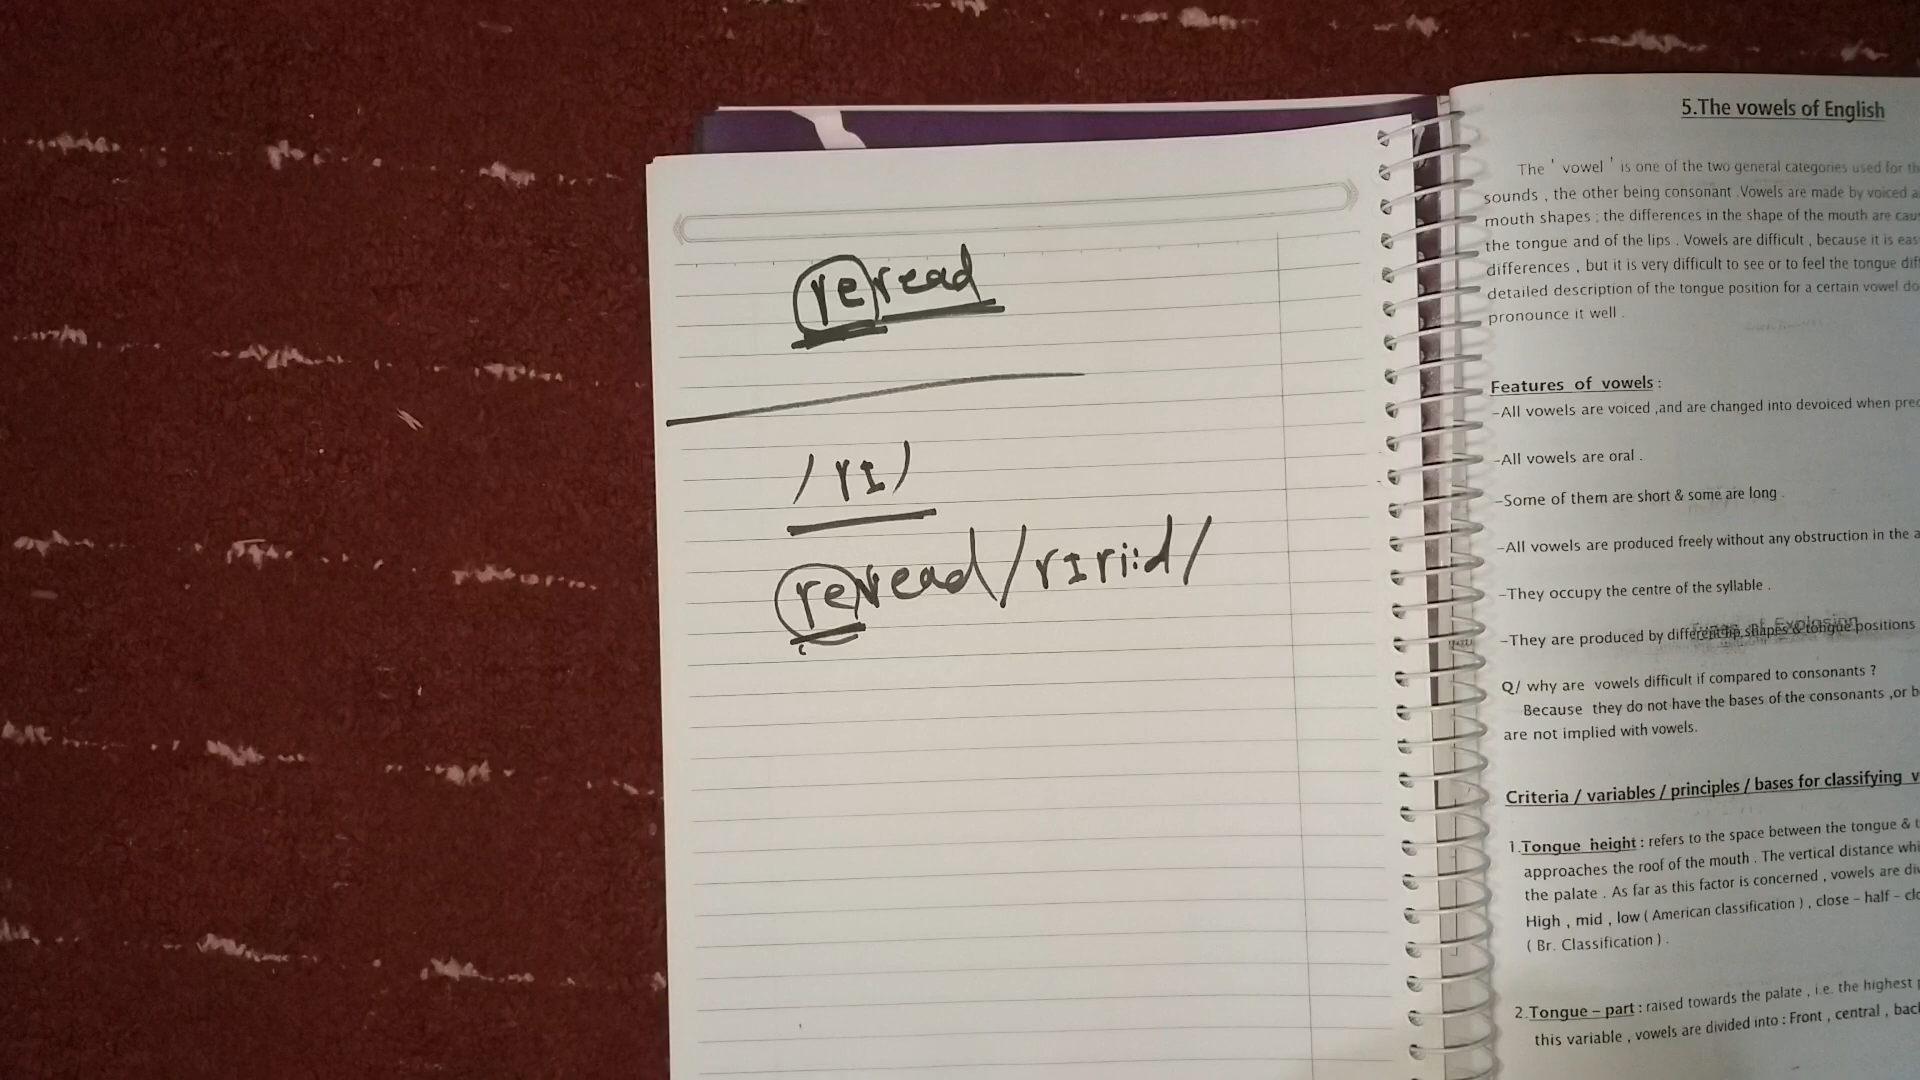 reread
/rɪ/
reread/rɪri:d/
5.The vowels of English
The ' vowel ' is one of the two general categories used for th
sounds , the other being consonant .Vowels are made by voiced a
mouth shapes ; the differences in the shape of the mouth are cau
the tongue and of the lips . Vowels are difficult , because it is eas
differences , but it is very difficult to see or to feel the tongue dif
detailed description of the tongue position for a certain vowel do
pronounce it well .
Features of vowels :
-All vowels are voiced ,and are changed into devoiced when prec
-All vowels are oral .
-Some of them are short & some are long .
-All vowels are produced freely without any obstruction in the a
-They occupy the centre of the syllable .
-They are produced by different lip shapes & tongue positions
Q/ why are vowels difficult if compared to consonants ?
Because they do not have the bases of the consonants ,or b
are not implied with vowels.
Criteria / variables / principles / bases for classifying v
1.Tongue height : refers to the space between the tongue & t
approaches the roof of the mouth . The vertical distance whi
the palate . As far as this factor is concerned , vowels are div
High , mid , low ( American classification ) , close – half – clo
( Br. Classification ) .
2.Tongue – part : raised towards the palate , i.e. the highest p
this variable , vowels are divided into : Front , central , back